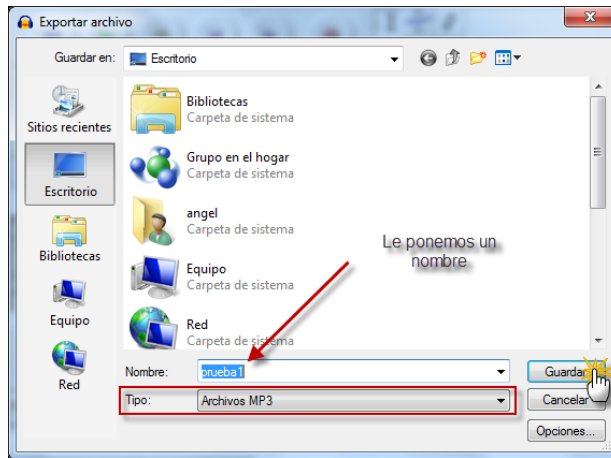 Exportar archivo
Guardar en:
Escritorio
Sitios recientes
Escritorio
Bibliotecas
Equipo
Red
Bibliotecas
Carpeta de sistema
Grupo en el hogar
Carpeta de sistema
angel
Carpeta de sistema
Equipo
Carpeta de sistema
Red
Carpeta de sistema
Le ponemos un
nombre
Nombre:
prueba1
Guardar
Tipo:
Archivos MP3
Cancelar
Opciones...